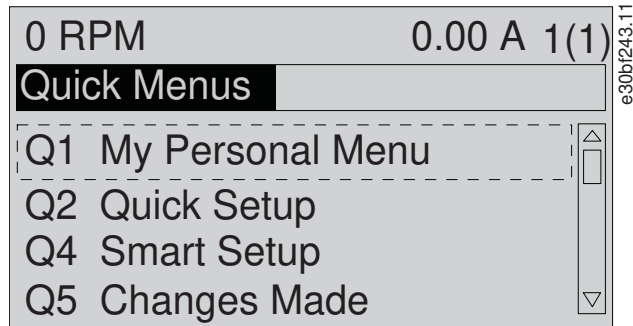 0 RPM 0.00 A 1(1)
Quick Menus
Q1 My Personal Menu
Q2 Quick Setup
Q4 Smart Setup
Q5 Changes Made
e30bf243.11